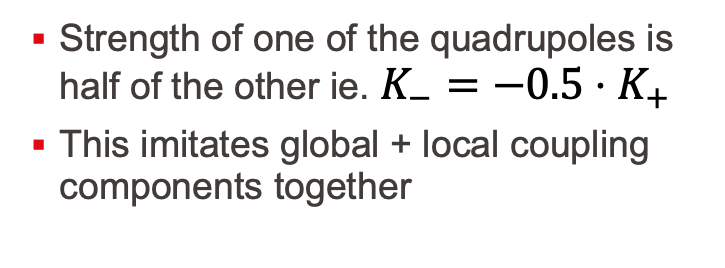 ▪ Strength of one of the quadrupoles is
half of the other ie. K₋ = −0.5 · K₊
▪ This imitates global + local coupling
components together